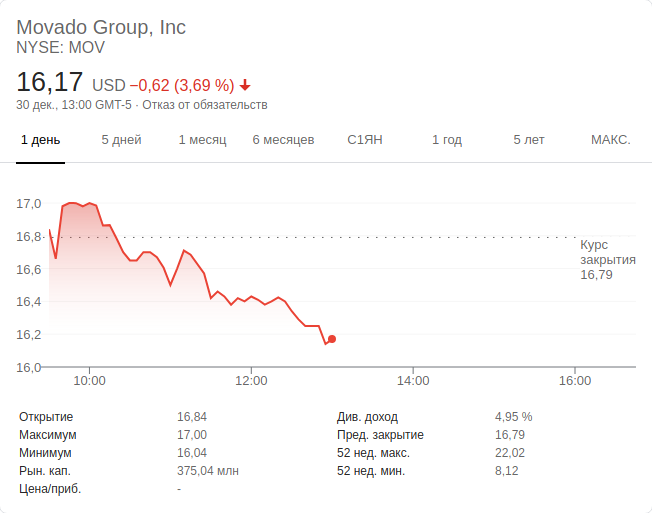 Movado Group, Inc
NYSE: MOV
16,17 USD −0,62 (3,69 %)
30 дек., 13:00 GMT-5 · Отказ от обязательств
1 день 5 дней 1 месяц 6 месяцев С1ЯН 1 год 5 лет МАКС.
17,0
16,8
Курс
закрытия
16,79
16,6
16,4
16,2
16,0
10:00 12:00 14:00 16:00
Открытие 16,84 Див. доход 4,95 %
Максимум 17,00 Пред. закрытие 16,79
Минимум 16,04 52 нед. макс. 22,02
Рын. кап. 375,04 млн 52 нед. мин. 8,12
Цена/приб. -